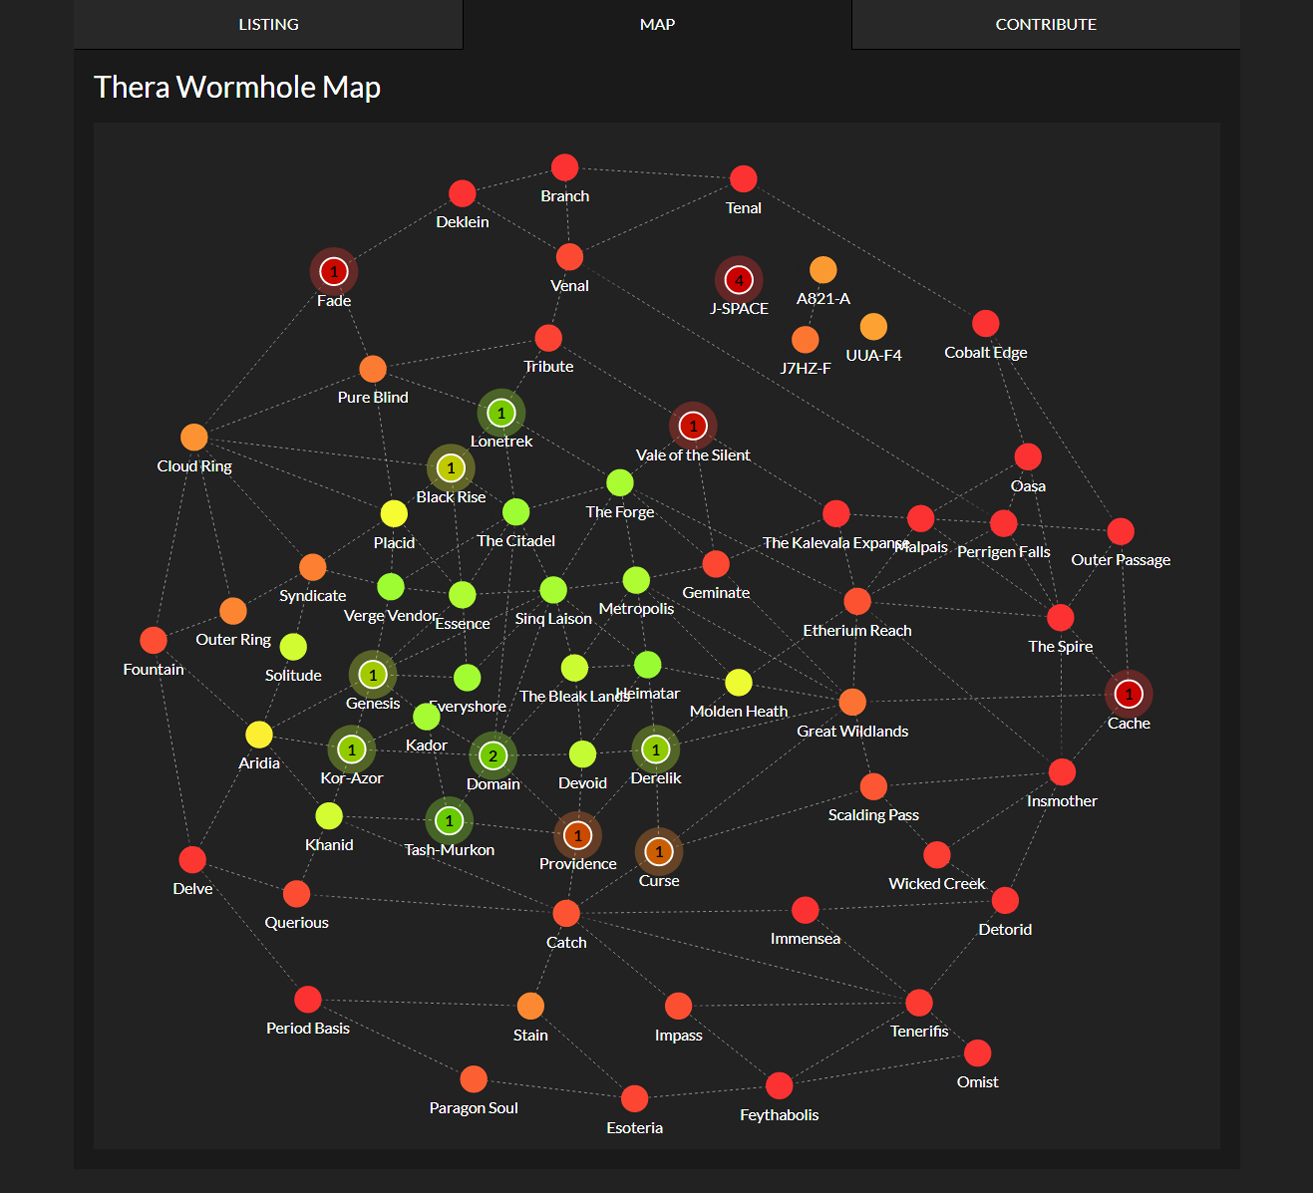 LISTING
MAP
CONTRIBUTE
Thera Wormhole Map
Branch
Tenal
Deklein
Venal
1
Fade
4
J-SPACE
A821-A
UUA-F4
J7HZ-F
Cobalt Edge
Tribute
Pure Blind
1
Lonetrek
1
Vale of the Silent
Cloud Ring
1
Black Rise
Oasa
The Forge
Placid
The Citadel
The Kalevala Expanse
Malpais
Perrigen Falls
Outer Passage
Syndicate
Verge Vendor
Essence
Sinq Laison
Metropolis
Geminate
Etherium Reach
Outer Ring
The Spire
Fountain
Solitude
1
Genesis
Everyshore
The Bleak Lands
Heimatar
Molden Heath
Great Wildlands
1
Cache
Kador
Aridia
1
Kor-Azor
2
Domain
Devoid
1
Derelik
Insmother
Scalding Pass
Khanid
1
Tash-Murkon
1
Providence
1
Curse
Wicked Creek
Delve
Querious
Catch
Immensea
Detorid
Period Basis
Stain
Impass
Tenerifis
Omist
Paragon Soul
Esoteria
Feythabolis